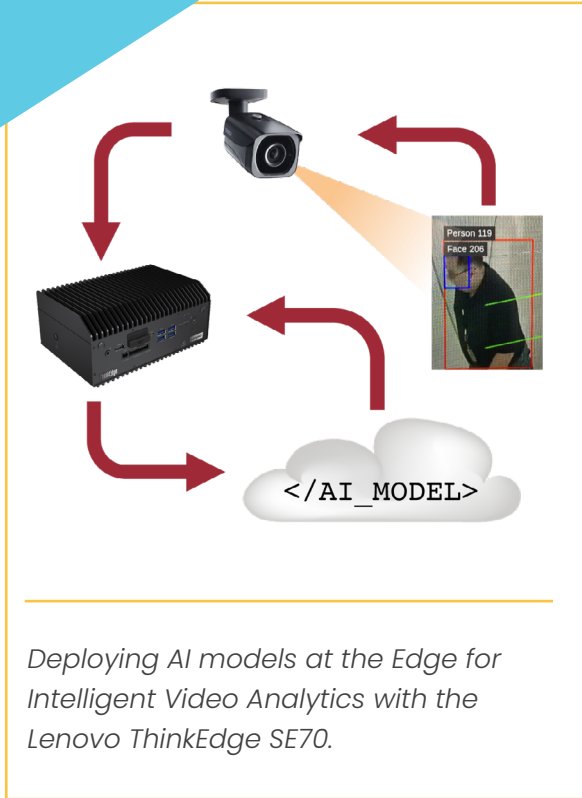 Person 119
Face 206
ThinkEdge
</AI_MODEL>
Deploying AI models at the Edge for
Intelligent Video Analytics with the
Lenovo ThinkEdge SE70.